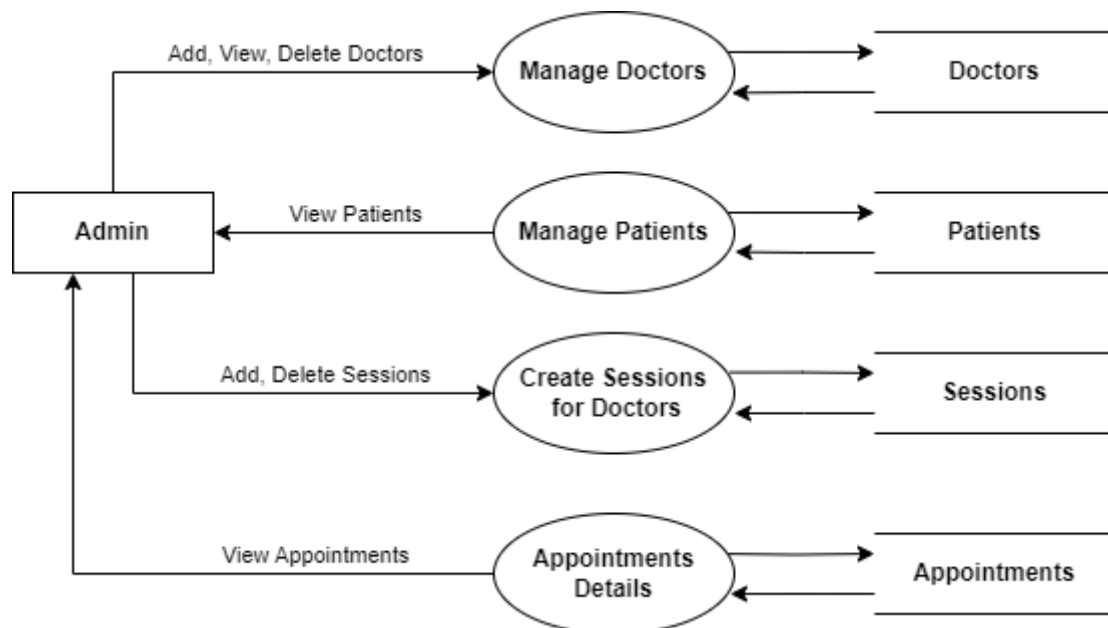 Add, View, Delete Doctors
Manage Doctors
Doctors
Admin
View Patients
Manage Patients
Patients
Add, Delete Sessions
Create Sessions
for Doctors
Sessions
View Appointments
Appointments
Details
Appointments